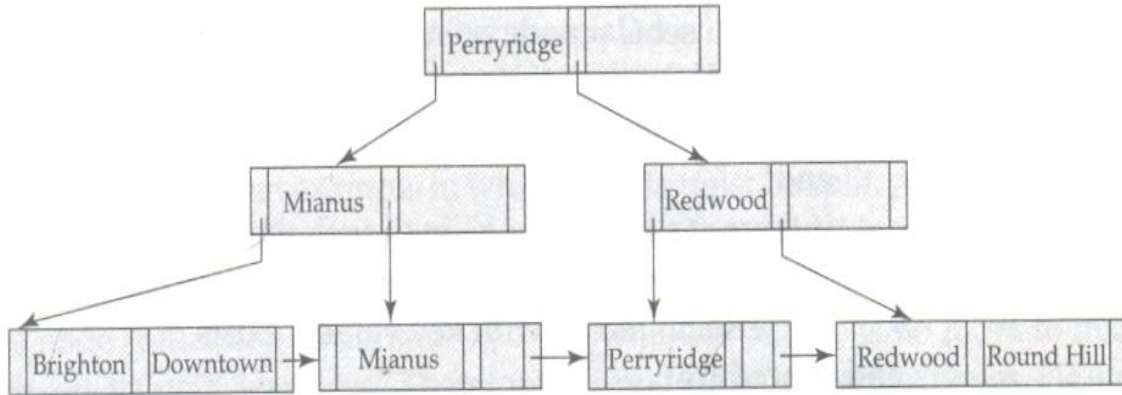 Perryridge
Mianus
Redwood
Brighton Downtown
Mianus
Perryridge
Redwood Round Hill